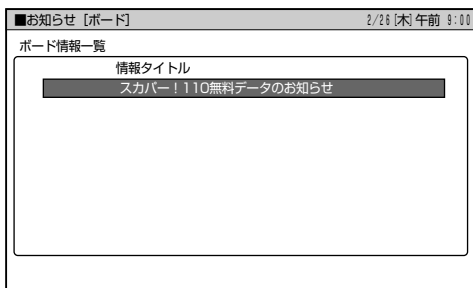 ■お知らせ［ボード］ 2/26[木]午前 9:00
ボード情報一覧
情報タイトル
スカパー！110無料データのお知らせ